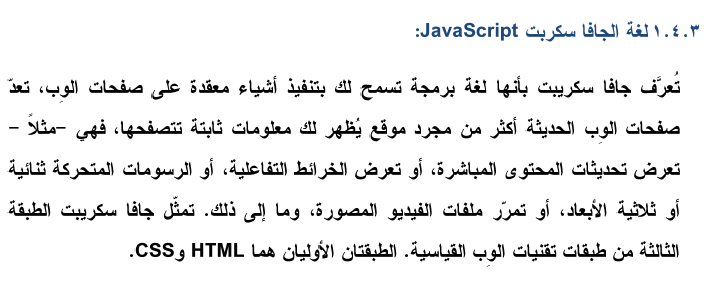 ١.٤.٣ لغة الجافا سكربت JavaScript:
تُعرَّف جافا سكريبت بأنها لغة برمجة تسمح لك بتنفيذ أشياء معقدة على صفحات الوِب، تعدّ
صفحات الوِب الحديثة أكثر من مجرد موقع يُظهر لك معلومات ثابتة تتصفحها، فهي –مثلاً –
تعرض تحديثات المحتوى المباشرة، أو تعرض الخرائط التفاعلية، أو الرسومات المتحركة ثنائية
أو ثلاثية الأبعاد، أو تمرّر ملفات الفيديو المصورة، وما إلى ذلك. تمثّل جافا سكريبت الطبقة
الثالثة من طبقات تقنيات الوِب القياسية. الطبقتان الأوليان هما HTML وCSS.